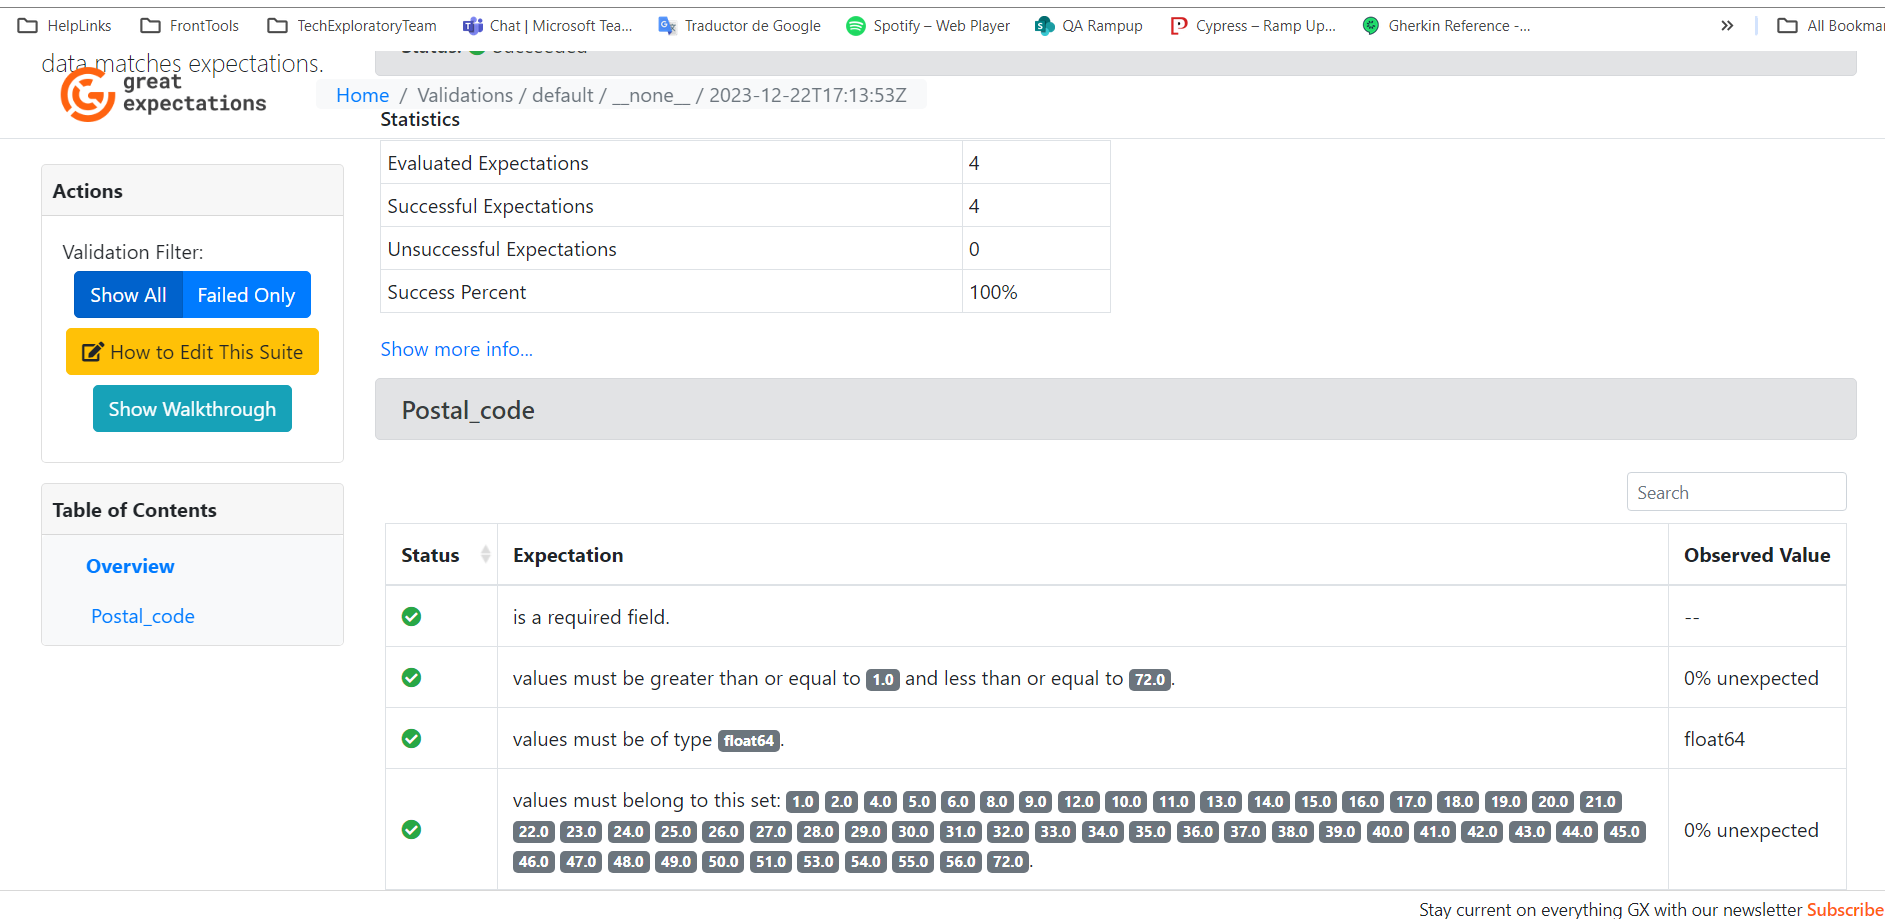 HelpLinks FrontTools TechExploratoryTeam Chat | Microsoft Tea... Traductor de Google Spotify – Web Player QA Rampup Cypress – Ramp Up... Gherkin Reference -... » All Bookmar
data matches expectations.
Status: Succeeded
great
expectations
Home / Validations / default / __none__ / 2023-12-22T17:13:53Z
Statistics
Evaluated Expectations 4
Successful Expectations 4
Unsuccessful Expectations 0
Success Percent 100%
Show more info...
Actions
Validation Filter:
Show All Failed Only
How to Edit This Suite
Show Walkthrough
Table of Contents
Overview
Postal_code
Postal_code
Search
Status Expectation Observed Value
is a required field. --
values must be greater than or equal to 1.0 and less than or equal to 72.0. 0% unexpected
values must be of type float64. float64
values must belong to this set: 1.0 2.0 4.0 5.0 6.0 8.0 9.0 12.0 10.0 11.0 13.0 14.0 15.0 16.0 17.0 18.0 19.0 20.0 21.0
22.0 23.0 24.0 25.0 26.0 27.0 28.0 29.0 30.0 31.0 32.0 33.0 34.0 35.0 36.0 37.0 38.0 39.0 40.0 41.0 42.0 43.0 44.0 45.0
46.0 47.0 48.0 49.0 50.0 51.0 53.0 54.0 55.0 56.0 72.0.
0% unexpected
Stay current on everything GX with our newsletter Subscribe